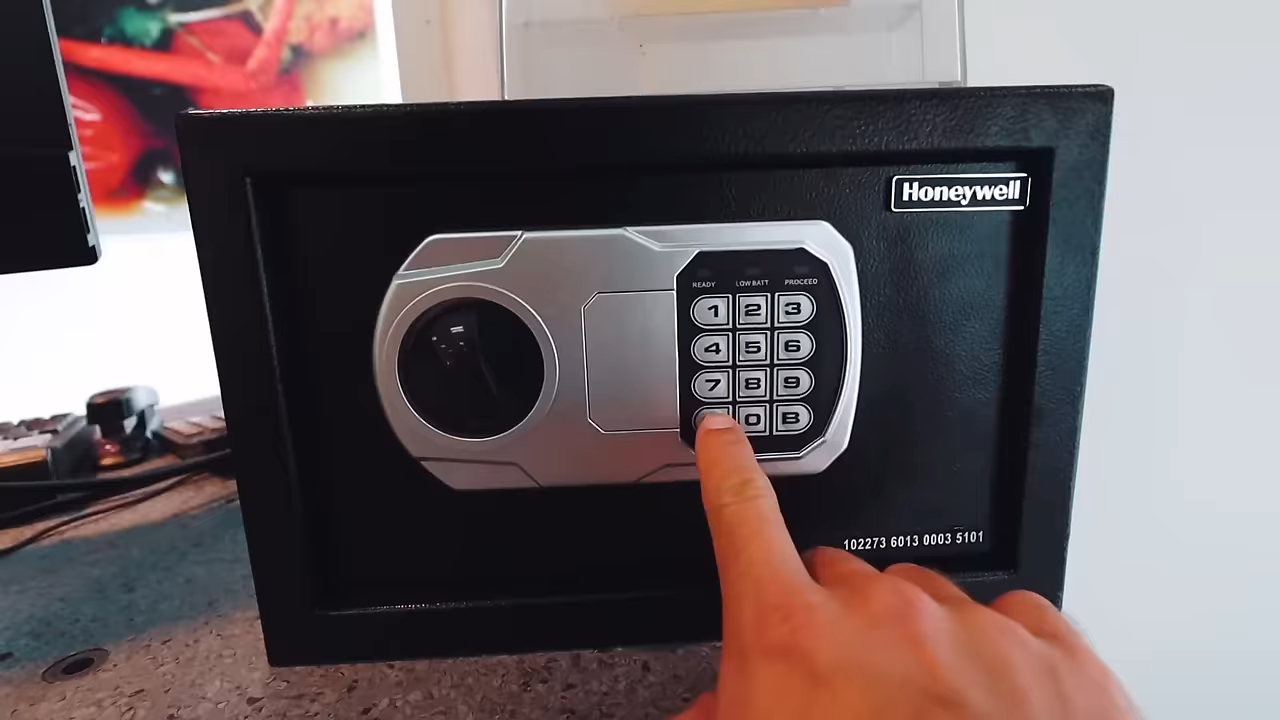 Honeywell
READY LOW BATT PROCEED
1 2 3
4 5 6
7 8 9
0 B
102273 6013 0003 5101